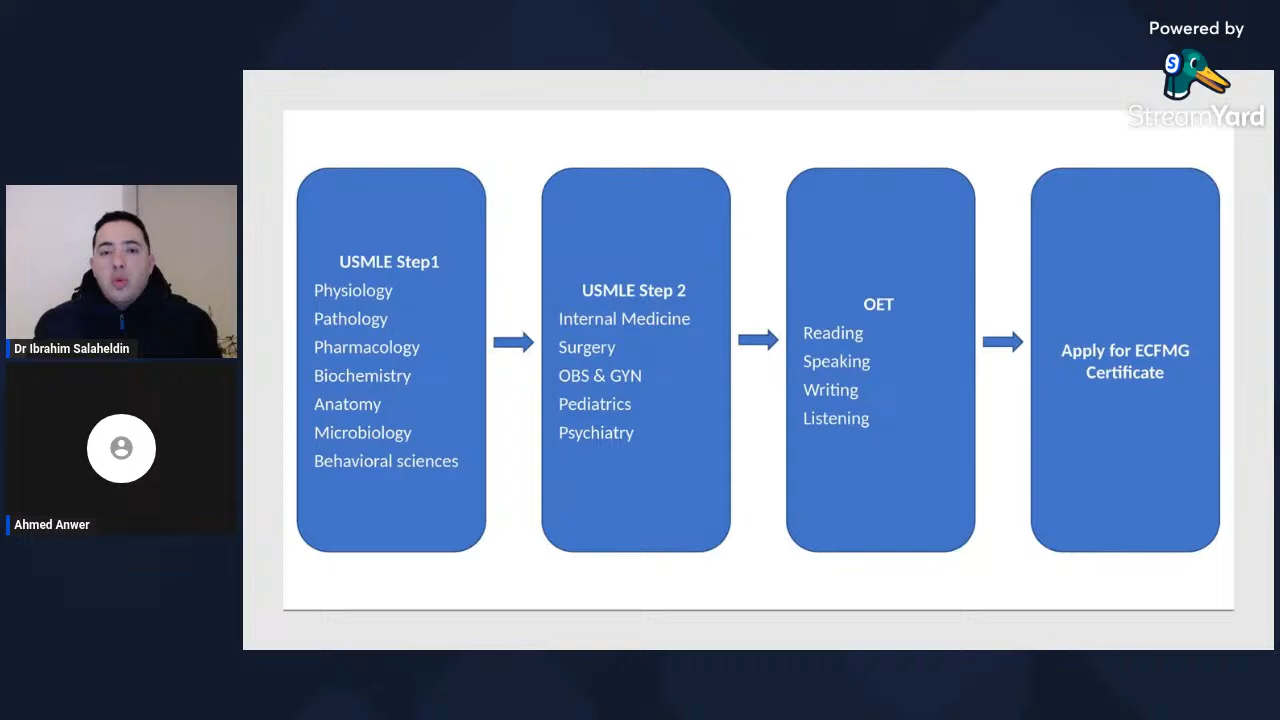 Powered by
S
StreamYard
USMLE Step1
Physiology
Pathology
Pharmacology
Biochemistry
Anatomy
Microbiology
Behavioral sciences
USMLE Step 2
Internal Medicine
Surgery
OBS & GYN
Pediatrics
Psychiatry
OET
Reading
Speaking
Writing
Listening
Apply for ECFMG
Certificate
Dr Ibrahim Salaheldin
Ahmed Anwer